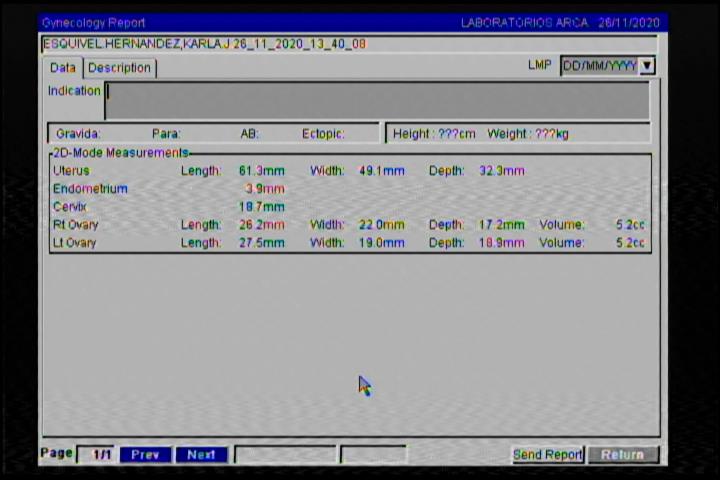 Gynecology Report LABORATORIOS ARCA 26/11/2020
ESQUIVEL HERNANDEZ,KARLA.J 26_11_2020_13_40_08
Data Description LMP DD/MM/YYYY
Indication
Gravida: Para: AB: Ectopic: Height : ???cm Weight : ???kg
2D-Mode Measurements
Uterus Length: 61.3mm Width: 49.1mm Depth: 32.3mm
Endometrium 3.9mm
Cervix 18.7mm
Rt Ovary Length: 26.2mm Width: 22.0mm Depth: 17.2mm Volume: 5.2cc
Lt Ovary Length: 27.5mm Width: 19.0mm Depth: 18.9mm Volume: 5.2cc
Page 1/1 Prev Next Send Report Return